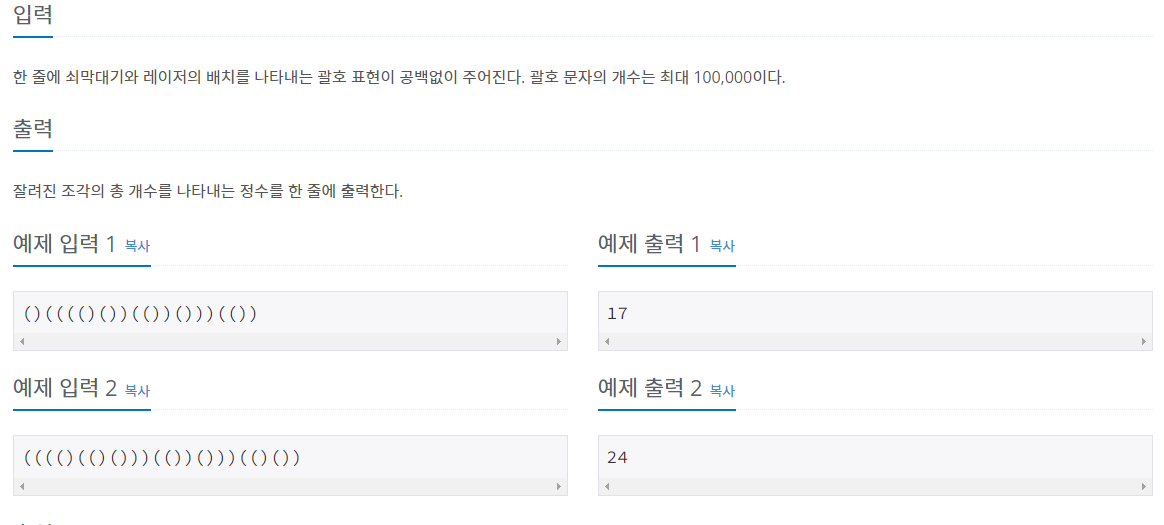 입력
한 줄에 쇠막대기와 레이저의 배치를 나타내는 괄호 표현이 공백없이 주어진다. 괄호 문자의 개수는 최대 100,000이다.
출력
잘려진 조각의 총 개수를 나타내는 정수를 한 줄에 출력한다.
예제 입력 1 복사
()(((()())(())()))(())
예제 출력 1 복사
17
예제 입력 2 복사
(((()(()()))(())()))(()())
예제 출력 2 복사
24